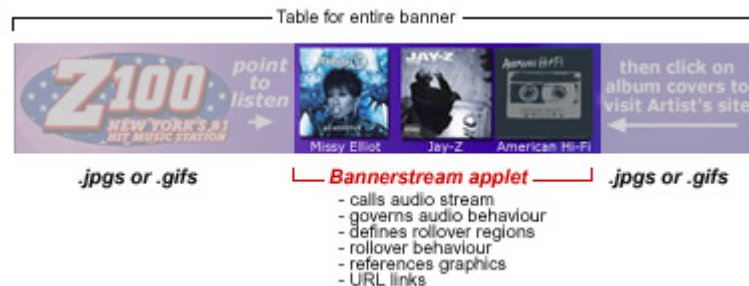 Table for entire banner
Z100
NEW YORK'S #1
HIT MUSIC STATION
point
to
listen
JAY-Z
American Hi-Fi
Missy Elliot
Jay-Z
American Hi-Fi
then click on
album covers to
visit Artist's site
.jpgs or .gifs
Bannerstream applet
.jpgs or .gifs
- calls audio stream
- governs audio behaviour
- defines rollover regions
- rollover behaviour
- references graphics
- URL links